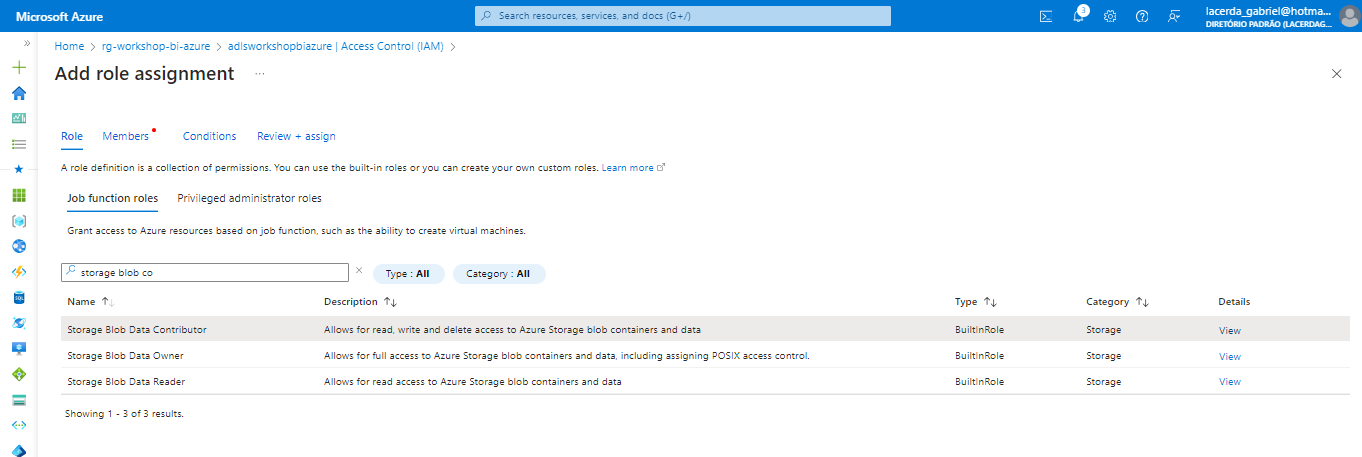 Microsoft Azure
Search resources, services, and docs (G+/)
3
lacerda_gabriel@hotma...
DIRETÓRIO PADRÃO (LACERDAG...
Home > rg-workshop-bi-azure > adlsworkshopbiazure | Access Control (IAM) >
Add role assignment ...
Role Members Conditions Review + assign
A role definition is a collection of permissions. You can use the built-in roles or you can create your own custom roles. Learn more
Job function roles Privileged administrator roles
Grant access to Azure resources based on job function, such as the ability to create virtual machines.
storage blob co Type : All Category : All
Name Description Type Category Details
Storage Blob Data Contributor Allows for read, write and delete access to Azure Storage blob containers and data BuiltInRole Storage View
Storage Blob Data Owner Allows for full access to Azure Storage blob containers and data, including assigning POSIX access control. BuiltInRole Storage View
Storage Blob Data Reader Allows for read access to Azure Storage blob containers and data BuiltInRole Storage View
Showing 1 - 3 of 3 results.